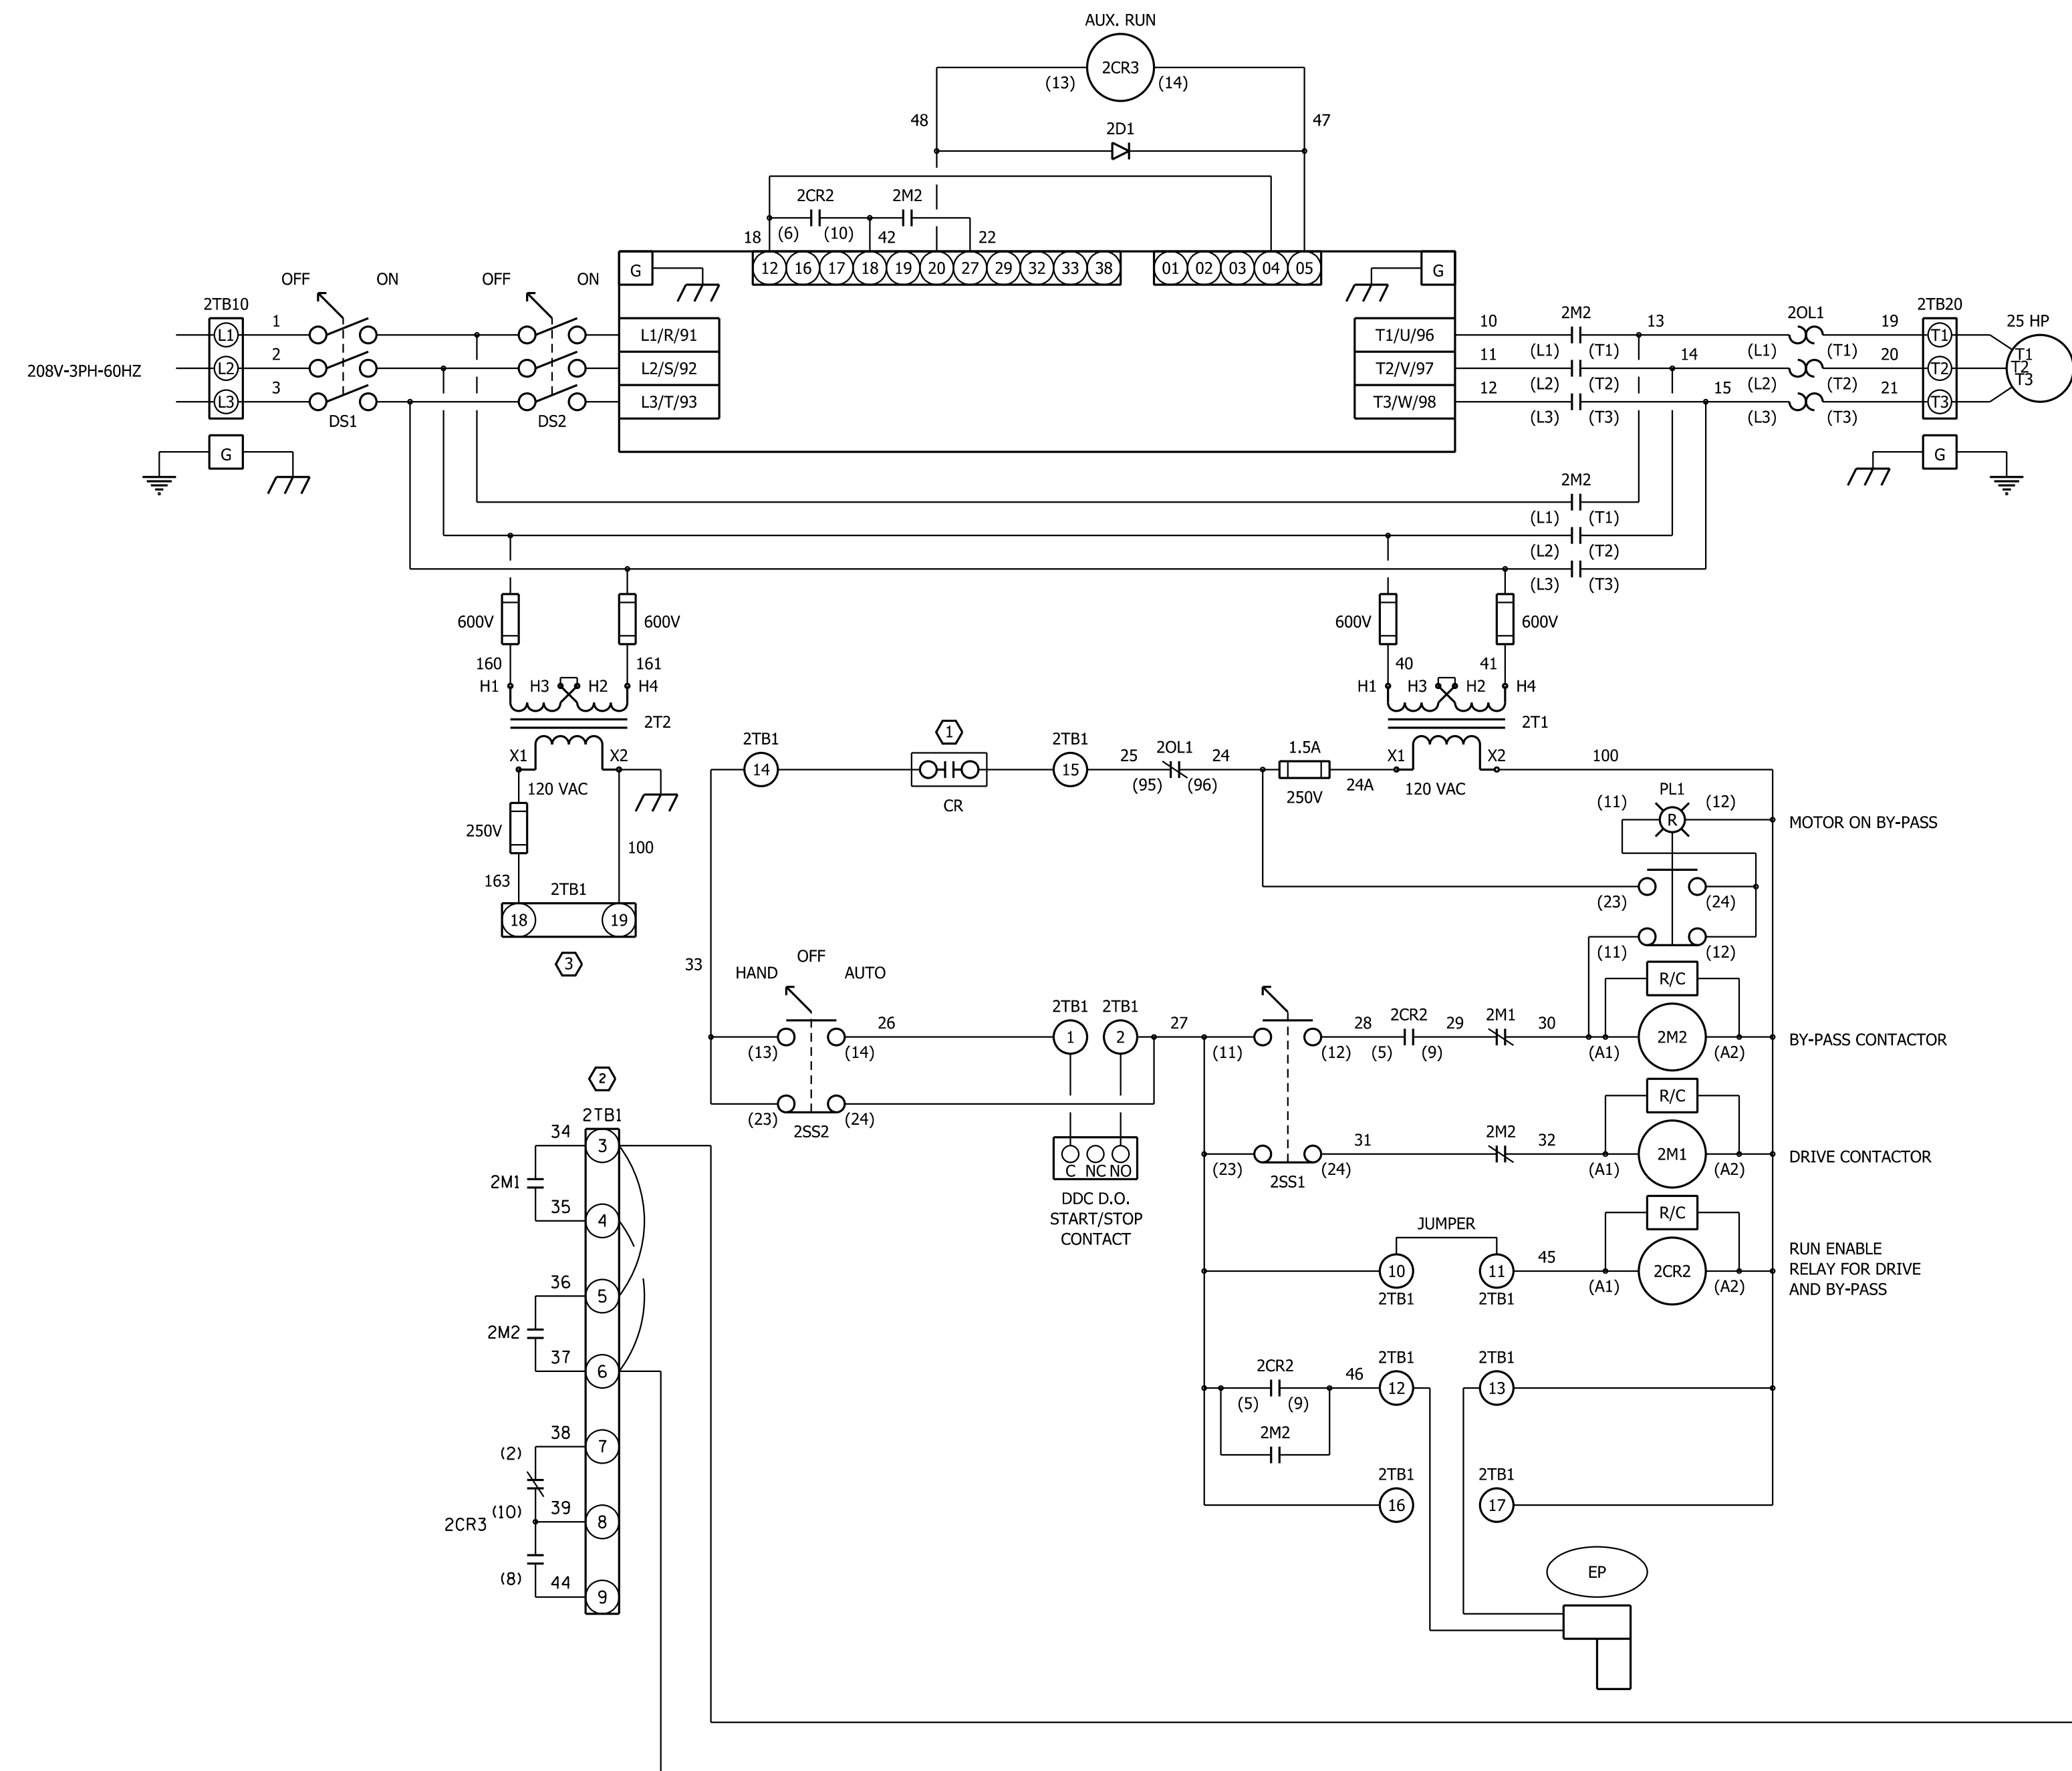 AUX. RUN
2CR3
(13) (14)
48 47
2D1
2CR2 2M2
18 (6) (10) 42 22
G 12 16 17 18 19 20 27 29 32 33 38 01 02 03 04 05 G
OFF ON OFF ON
2TB10
208V-3PH-60HZ
L1 1
L2 2
L3 3
DS1 DS2
G
L1/R/91
L2/S/92
L3/T/93
T1/U/96
T2/V/97
T3/W/98
10 2M2 13 2OL1 19 2TB20 25 HP
(L1) (T1) (L1) (T1) T1 T1
11 14 20
(L2) (T2) (L2) (T2) T2 T2
12 15 21
(L3) (T3) (L3) (T3) T3 T3
G
2M2
(L1) (T1)
(L2) (T2)
(L3) (T3)
600V 600V
160 161
H1 H3 H2 H4
2T2
X1 X2
120 VAC
250V
100
163 2TB1
18 19
3
600V 600V
40 41
H1 H3 H2 H4
2T1
1
2TB1 2TB1
14 15
CR
25 2OL1 24
(95) (96)
1.5A
250V
24A
X1 X2
120 VAC
100
PL1
(11) (12)
R
MOTOR ON BY-PASS
(23) (24)
(11) (12)
33
OFF
HAND AUTO
26
(13) (14)
(23) (24)
2SS2
2TB1 2TB1
1 2
27
C NC NO
DDC D.O.
START/STOP
CONTACT
(11) (12)
28 2CR2 29 2M1 30
(5) (9)
R/C
2M2
(A1) (A2)
BY-PASS CONTACTOR
(23) (24)
2SS1
31 2M2 32
R/C
2M1
(A1) (A2)
DRIVE CONTACTOR
JUMPER
10 11 45
2TB1 2TB1
R/C
2CR2
(A1) (A2)
RUN ENABLE
RELAY FOR DRIVE
AND BY-PASS
2CR2 46 2TB1 2TB1
(5) (9) 12 13
2M2
2TB1 2TB1
16 17
EP
2
2TB1
34 3
2M1
35 4
36 5
2M2
37 6
38 7
(2)
(10) 39 8
2CR3
(8)
44 9